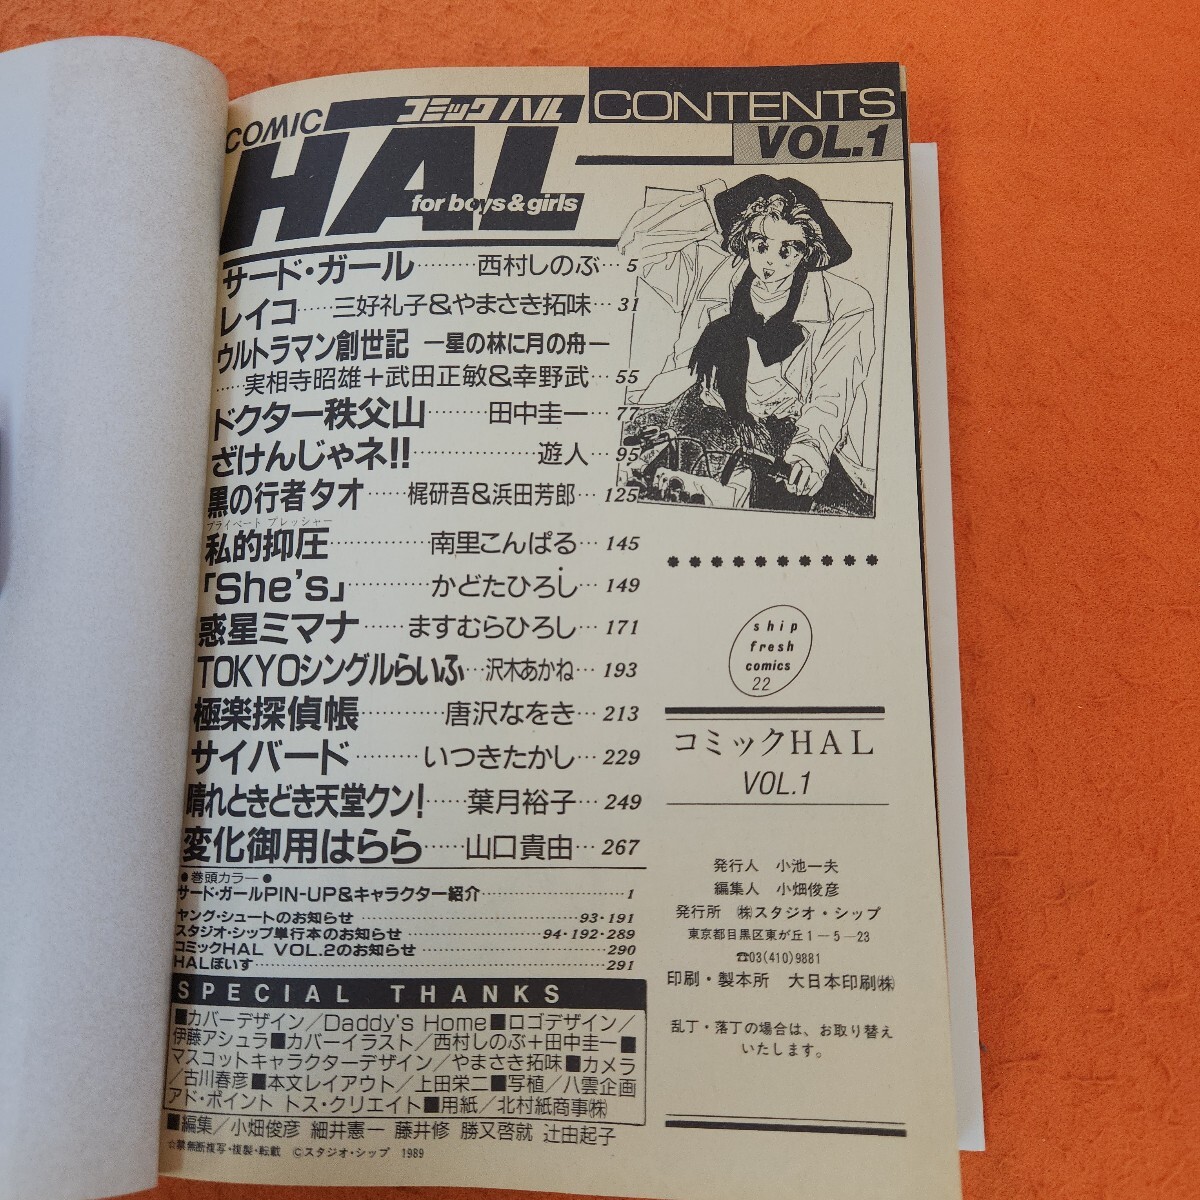 COMIC
コミックハル
HAL
for boys & girls
CONTENTS
VOL.1
サード・ガール………西村しのぶ…5
レイコ……三好礼子&やまさき拓味…31
ウルトラマン創世記 ―星の林に月の舟―
……実相寺昭雄＋武田正敏&幸野武…55
ドクター秩父山………田中圭一…77
ざけんじゃネ!!………………遊人…95
黒の行者タオ……梶研吾&浜田芳郎…125
プライベート プレッシャー
私的抑圧……………南里こんぱる…145
「She's」…………かどたひろし…149
惑星ミマナ……ますむらひろし…171
TOKYOシングルらいふ…沢木あかね…193
極楽探偵帳…………唐沢なをき…213
サイバード………いつきたかし…229
晴れときどき天堂クン!……葉月裕子…249
変化御用はらら……山口貴由…267
●巻頭カラー●
サード・ガールPIN-UP&キャラクター紹介……………1
ヤング・シュートのお知らせ……………………93・191
スタジオ・シップ単行本のお知らせ…………94・192・289
コミックHAL VOL.2のお知らせ……………………290
HALぼいす……………………………………291
SPECIAL THANKS
■カバーデザイン／Daddy's Home■ロゴデザイン／
伊藤アシュラ■カバーイラスト／西村しのぶ＋田中圭一■
マスコットキャラクターデザイン／やまさき拓味■カメラ
／古川春彦■本文レイアウト／上田栄二■写植／八雲企画
アド・ポイント トス・クリエイト■用紙／北村紙商事㈱
■編集／小畑俊彦 細井憲一 藤井修 勝又啓就 辻由起子
☆禁無断複写・複製・転載 ©スタジオ・シップ 1989
ship
fresh
comics
22
コミックHAL
VOL.1
発行人 小池一夫
編集人 小畑俊彦
発行所 ㈱スタジオ・シップ
東京都目黒区東が丘1―5―23
☎03(410)9881
印刷・製本所 大日本印刷㈱
乱丁・落丁の場合は、お取り替え
いたします。